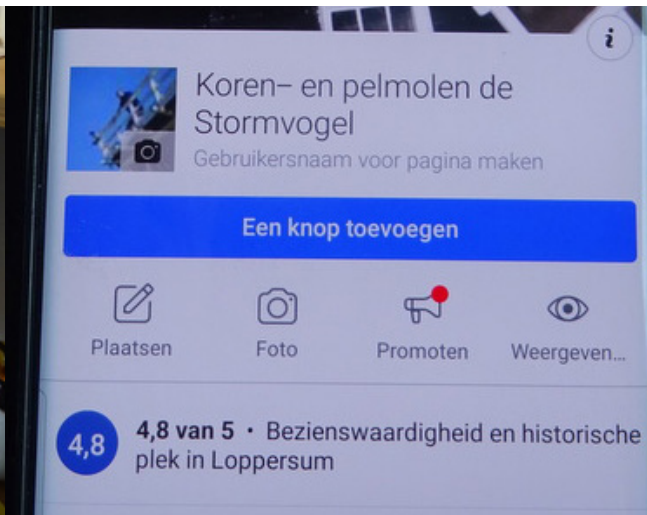 i
Koren– en pelmolen de
Stormvogel
Gebruikersnaam voor pagina maken
Een knop toevoegen
Plaatsen
Foto
Promoten
Weergeven...
4,8
4,8 van 5 · Bezienswaardigheid en historische
plek in Loppersum